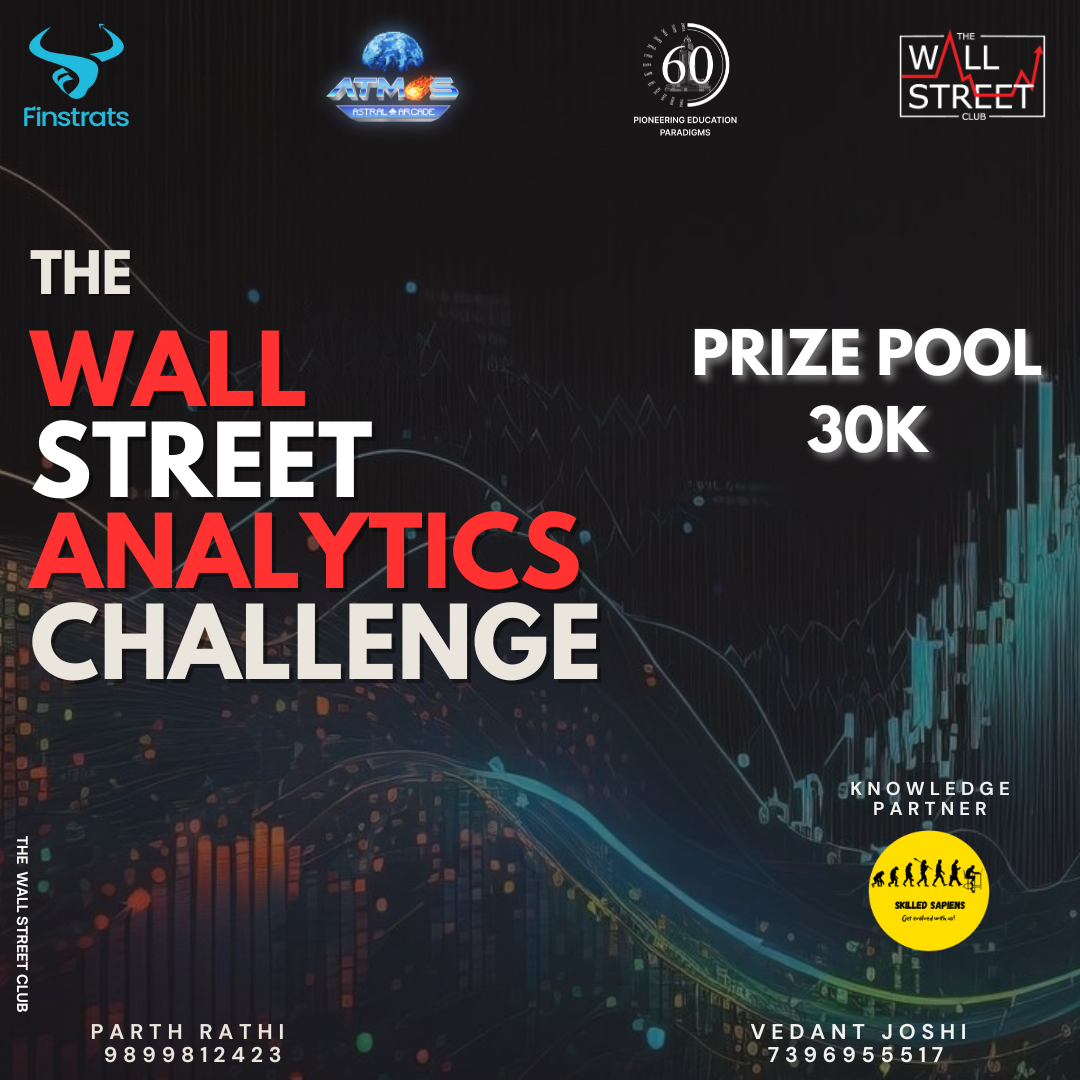 Finstrats
ATMOS
ASTRAL ARCADE
60
PIONEERING EDUCATION
PARADIGMS
THE
WALL
STREET
CLUB
THE
WALL
STREET
ANALYTICS
CHALLENGE
PRIZE POOL
30K
KNOWLEDGE
PARTNER
SKILLED SAPIENS
Get evolved with us!
THE WALL STREET CLUB
PARTH RATHI
9899812423
VEDANT JOSHI
7396955517